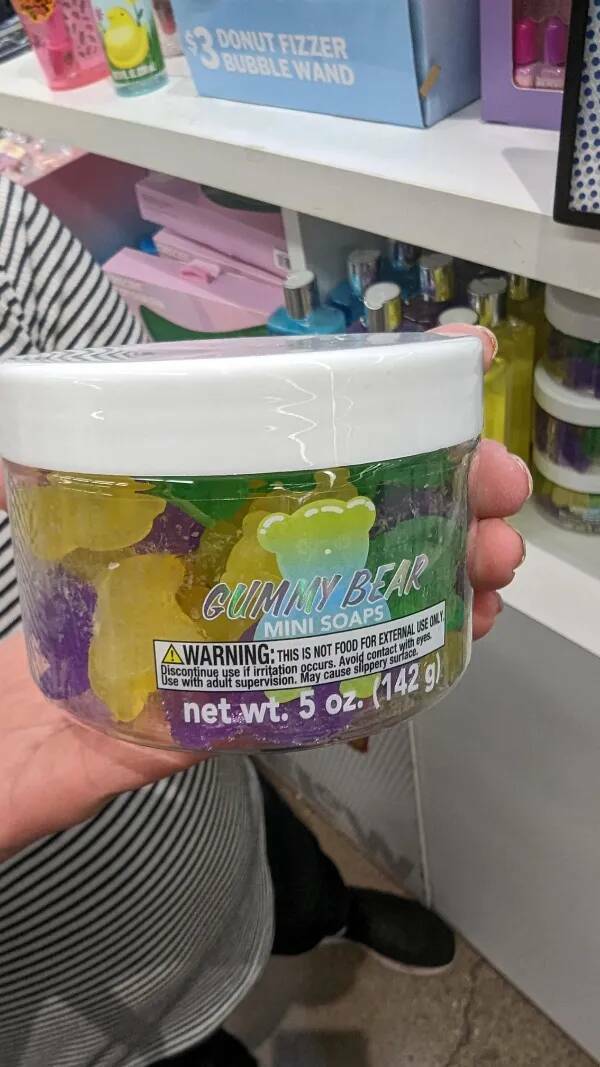 $3 DONUT FIZZER
BUBBLE WAND
GUMMY BEAR
MINI SOAPS
WARNING: THIS IS NOT FOOD FOR EXTERNAL USE ONLY.
Discontinue use if irritation occurs. Avoid contact with eyes.
Use with adult supervision. May cause slippery surface.
net wt. 5 oz. (142 g)